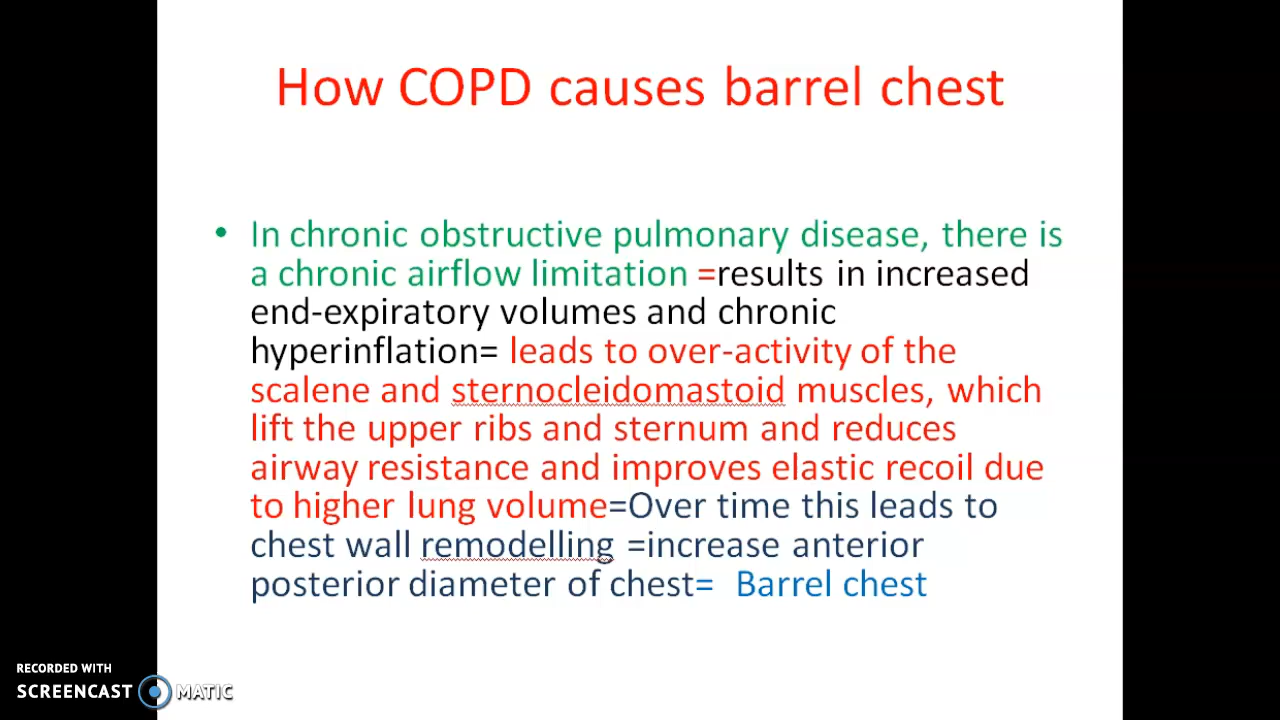 How COPD causes barrel chest
• In chronic obstructive pulmonary disease, there is
a chronic airflow limitation =results in increased
end-expiratory volumes and chronic
hyperinflation= leads to over-activity of the
scalene and sternocleidomastoid muscles, which
lift the upper ribs and sternum and reduces
airway resistance and improves elastic recoil due
to higher lung volume=Over time this leads to
chest wall remodelling =increase anterior
posterior diameter of chest= Barrel chest
RECORDED WITH
SCREENCAST MATIC